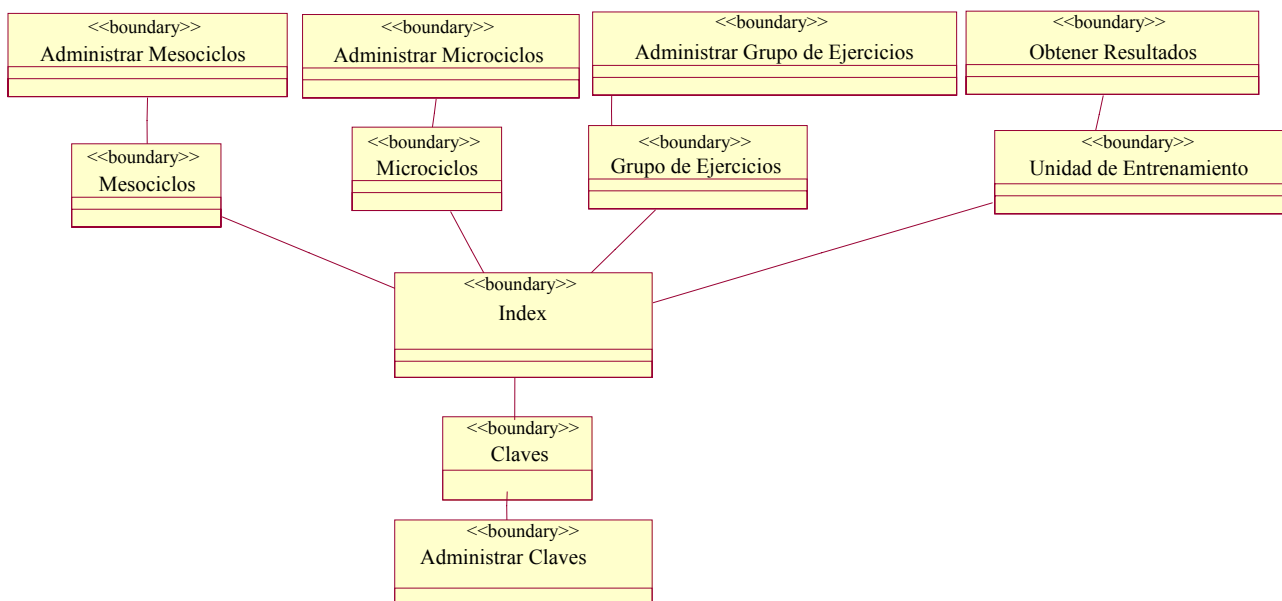 <<boundary>>
Administrar Mesociclos
<<boundary>>
Administrar Microciclos
<<boundary>>
Administrar Grupo de Ejercicios
<<boundary>>
Obtener Resultados
<<boundary>>
Mesociclos
<<boundary>>
Microciclos
<<boundary>>
Grupo de Ejercicios
<<boundary>>
Unidad de Entrenamiento
<<boundary>>
Index
<<boundary>>
Claves
<<boundary>>
Administrar Claves